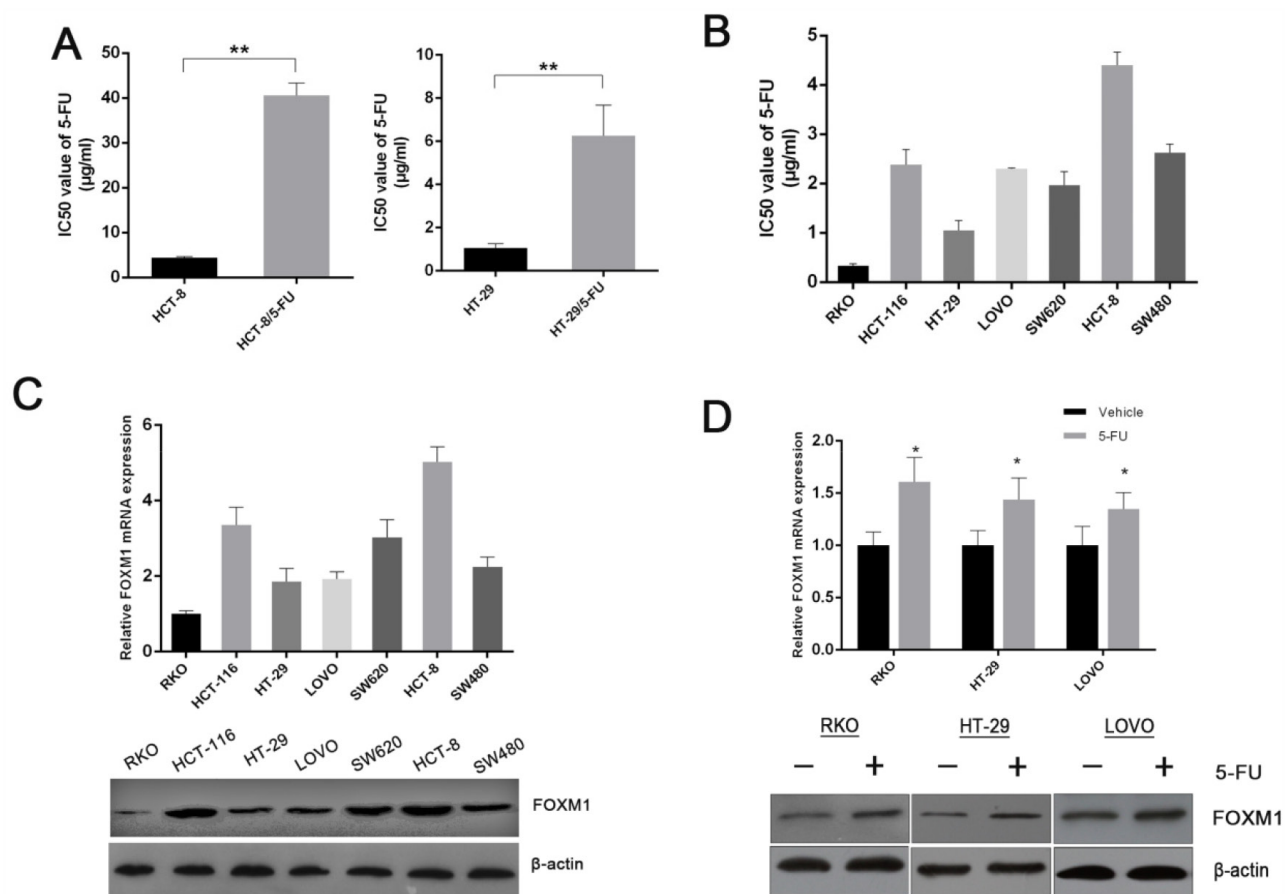 A
IC50 value of 5-FU
(μg/ml)
50
40
30
20
10
0
**
HCT-8
HCT-8/5-FU
IC50 value of 5-FU
(μg/ml)
10
8
6
4
2
0
**
HT-29
HT-29/5-FU
B
IC50 value of 5-FU
(μg/ml)
5
4
3
2
1
0
RKO
HCT-116
HT-29
LOVO
SW620
HCT-8
SW480
C
Relative FOXM1 mRNA expression
6
4
2
0
RKO
HCT-116
HT-29
LOVO
SW620
HCT-8
SW480
RKO
HCT-116
HT-29
LOVO
SW620
HCT-8
SW480
FOXM1
β-actin
D
Vehicle
5-FU
Relative FOXM1 mRNA expression
2.0
1.5
1.0
0.5
0.0
*
*
*
RKO
HT-29
LOVO
RKO HT-29 LOVO
− + − + − + 5-FU
FOXM1
β-actin